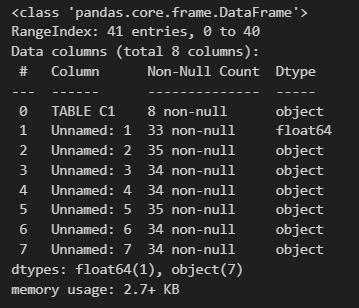 <class 'pandas.core.frame.DataFrame'>
RangeIndex: 41 entries, 0 to 40
Data columns (total 8 columns):
 #   Column      Non-Null Count  Dtype
---  ------      --------------  -----
 0   TABLE C1    8 non-null      object
 1   Unnamed: 1  33 non-null     float64
 2   Unnamed: 2  35 non-null     object
 3   Unnamed: 3  34 non-null     object
 4   Unnamed: 4  34 non-null     object
 5   Unnamed: 5  35 non-null     object
 6   Unnamed: 6  34 non-null     object
 7   Unnamed: 7  34 non-null     object
dtypes: float64(1), object(7)
memory usage: 2.7+ KB